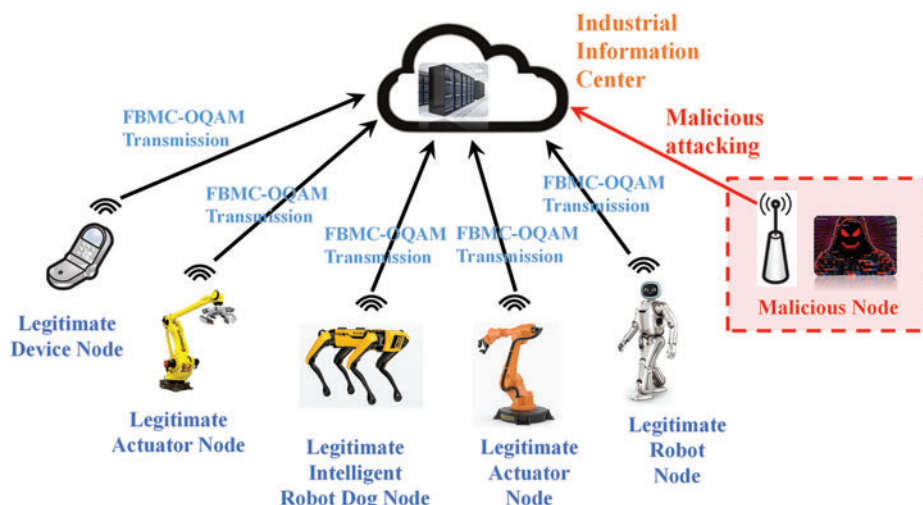 Industrial
Information
Center
FBMC-OQAM
Transmission
Malicious
attacking
FBMC-OQAM
Transmission
FBMC-OQAM
Transmission
FBMC-OQAM
Transmission
FBMC-OQAM
Transmission
Malicious Node
Legitimate
Device Node
Legitimate
Actuator Node
Legitimate
Intelligent
Robot Dog Node
Legitimate
Actuator
Node
Legitimate
Robot
Node